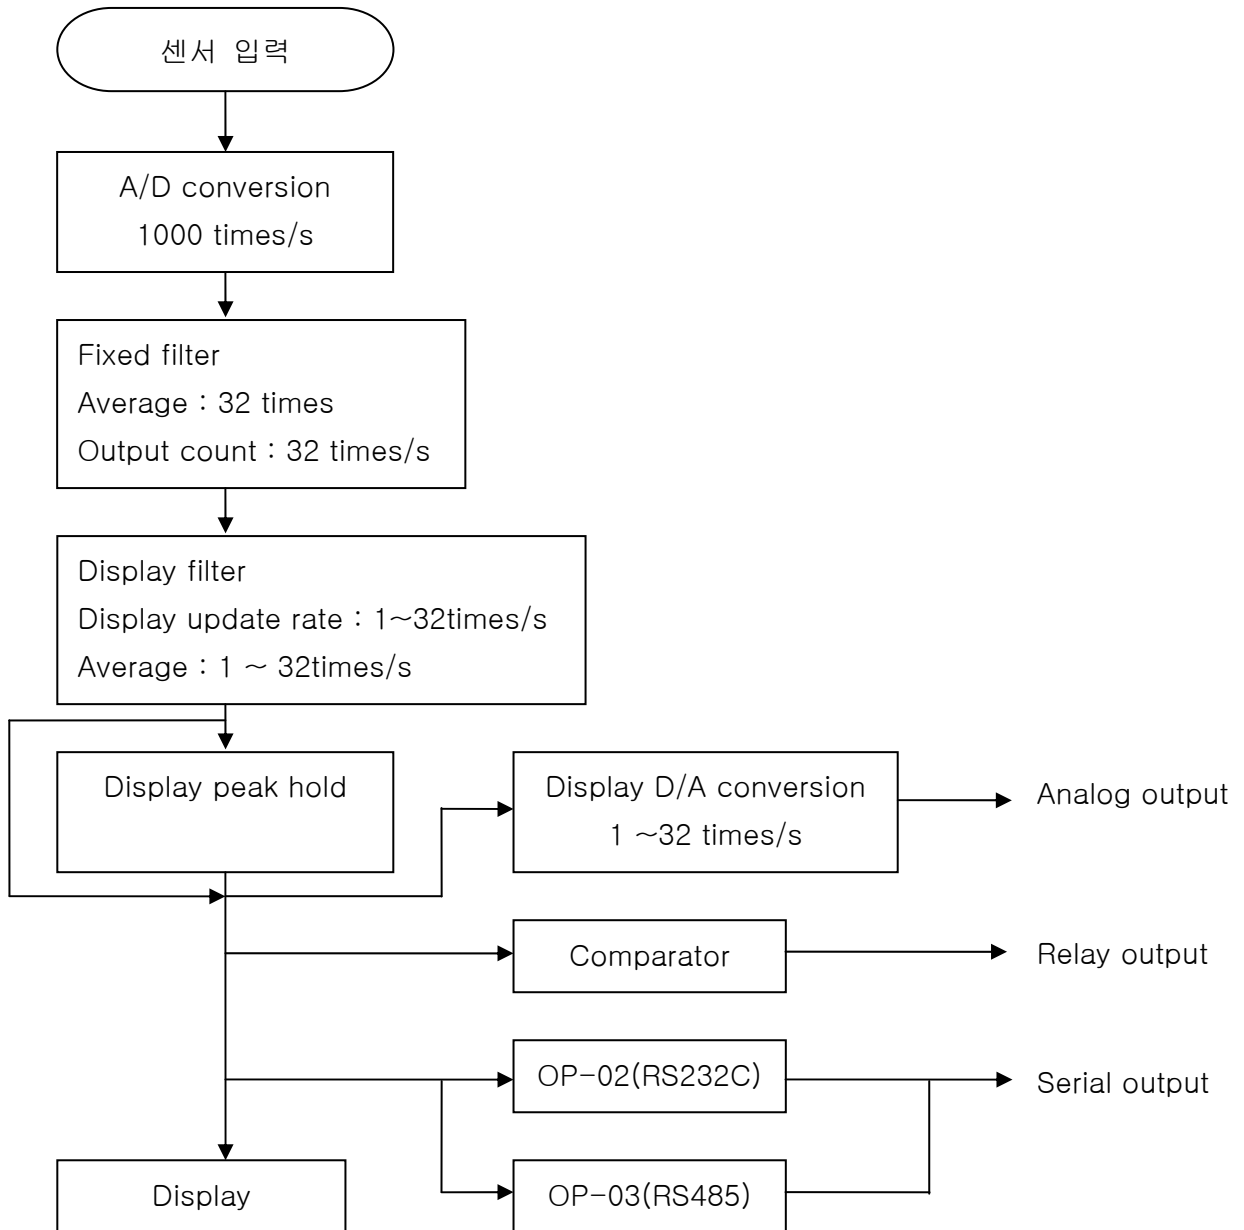 센서 입력
A/D conversion
1000 times/s
Fixed filter
Average : 32 times
Output count : 32 times/s
Display filter
Display update rate : 1~32times/s
Average : 1 ~ 32times/s
Display peak hold
Display D/A conversion
1 ~32 times/s
Analog output
Comparator
Relay output
OP-02(RS232C)
Serial output
Display
OP-03(RS485)